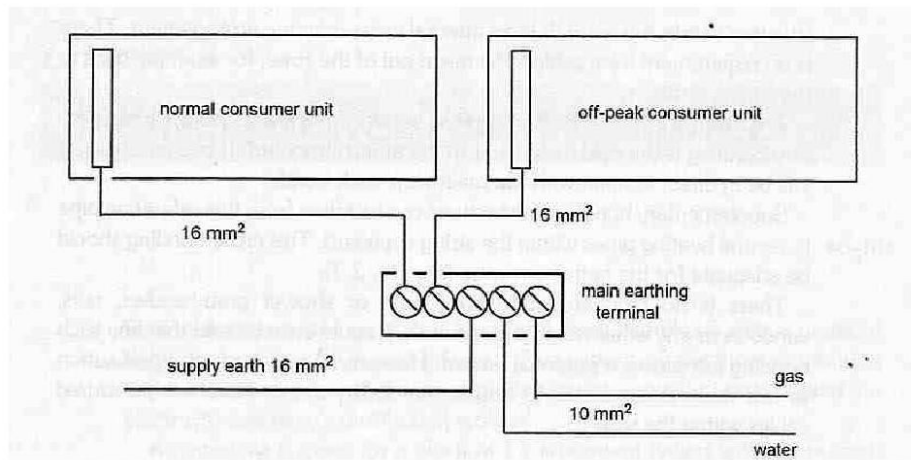 normal consumer unit
off-peak consumer unit
16 mm²
16 mm²
main earthing
terminal
supply earth 16 mm²
gas
10 mm²
water